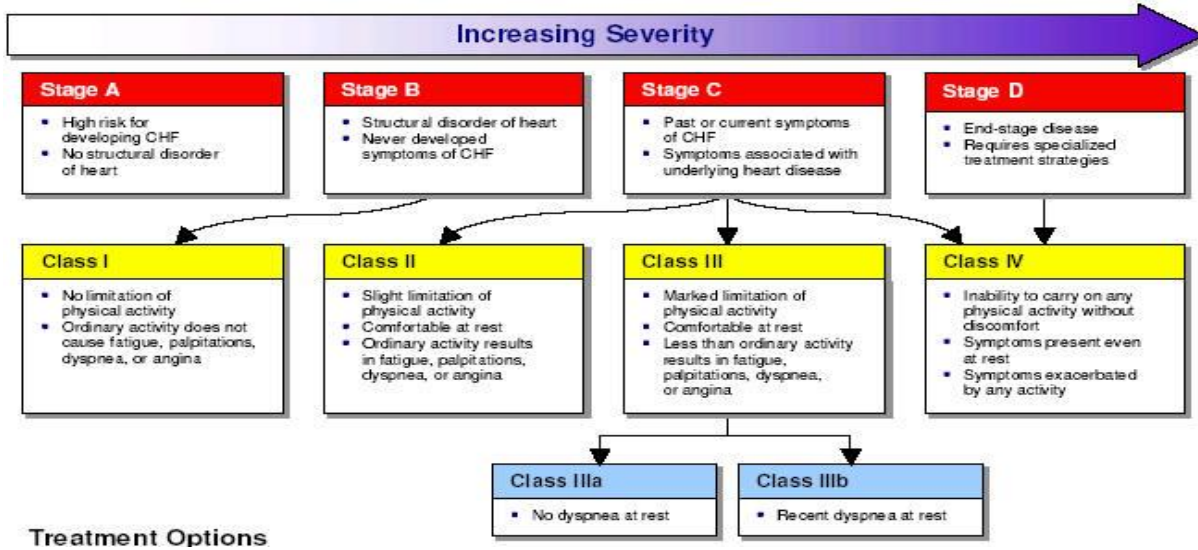 Increasing Severity
Stage A
▪ High risk for
developing CHF
▪ No structural disorder
of heart
Stage B
▪ Structural disorder of heart
▪ Never developed
symptoms of CHF
Stage C
▪ Past or current symptoms
of CHF
▪ Symptoms associated with
underlying heart disease
Stage D
▪ End-stage disease
▪ Requires specialized
treatment strategies
Class I
▪ No limitation of
physical activity
▪ Ordinary activity does not
cause fatigue, palpitations,
dyspnea, or angina
Class II
▪ Slight limitation of
physical activity
▪ Comfortable at rest
▪ Ordinary activity results
in fatigue, palpitations,
dyspnea, or angina
Class III
▪ Marked limitation of
physical activity
▪ Comfortable at rest
▪ Less than ordinary activity
results in fatigue,
palpitations, dyspnea,
or angina
Class IV
▪ Inability to carry on any
physical activity without
discomfort
▪ Symptoms present even
at rest
▪ Symptoms exacerbated
by any activity
Class IIIa
▪ No dyspnea at rest
Class IIIb
▪ Recent dyspnea at rest
Treatment Options